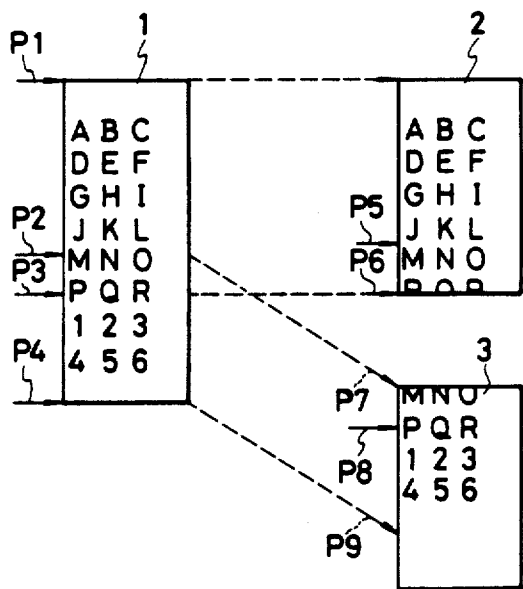 P1
1
A B C
D E F
G H I
J K L
P2
M N O
P3
P Q R
1 2 3
P4
4 5 6
2
A B C
D E F
G H I
P5
J K L
M N O
P6
P Q R
3
P7
M N O
P8
P Q R
1 2 3
4 5 6
P9